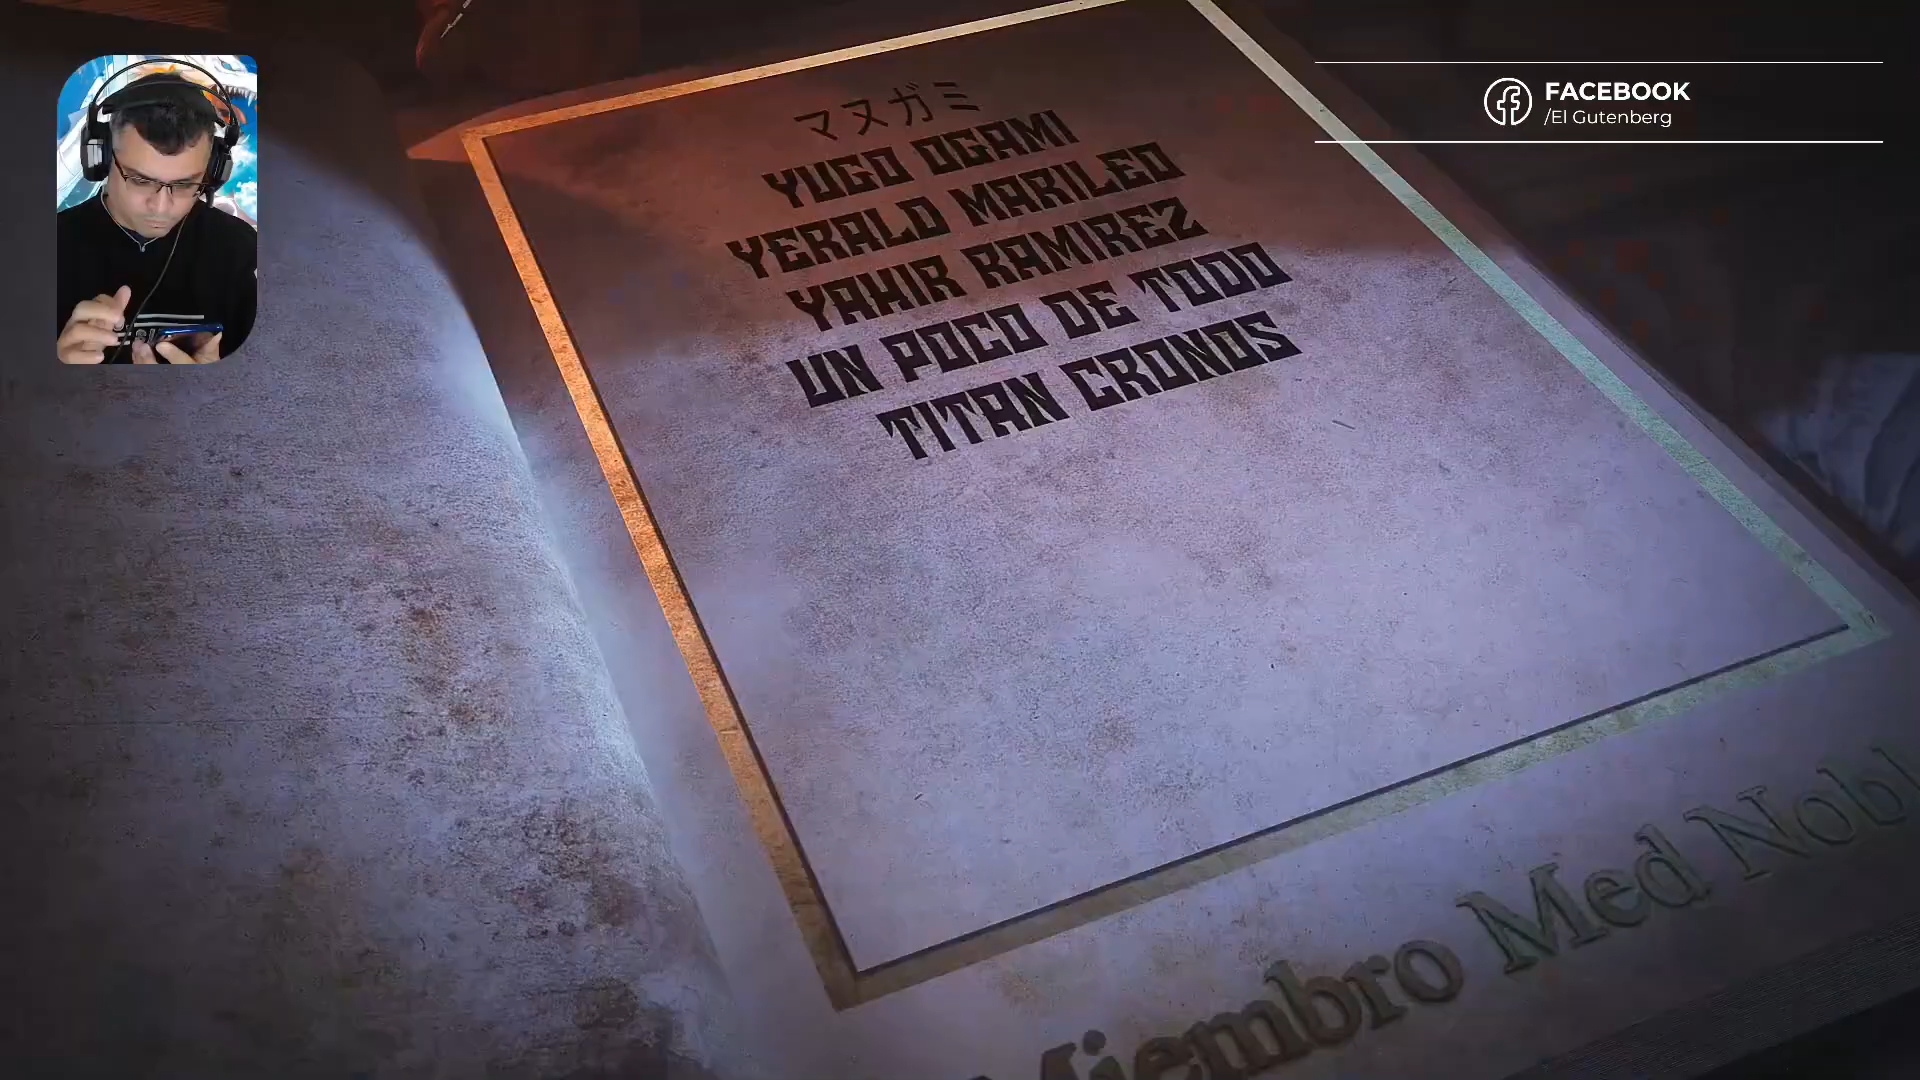 マヌガミ
YUGO OGAMI
YERALD MARILEO
YAHIR RAMIREZ
UN POCO DE TODO
TITAN CRONOS
Miembro Med Nobl
FACEBOOK
/El Gutenberg